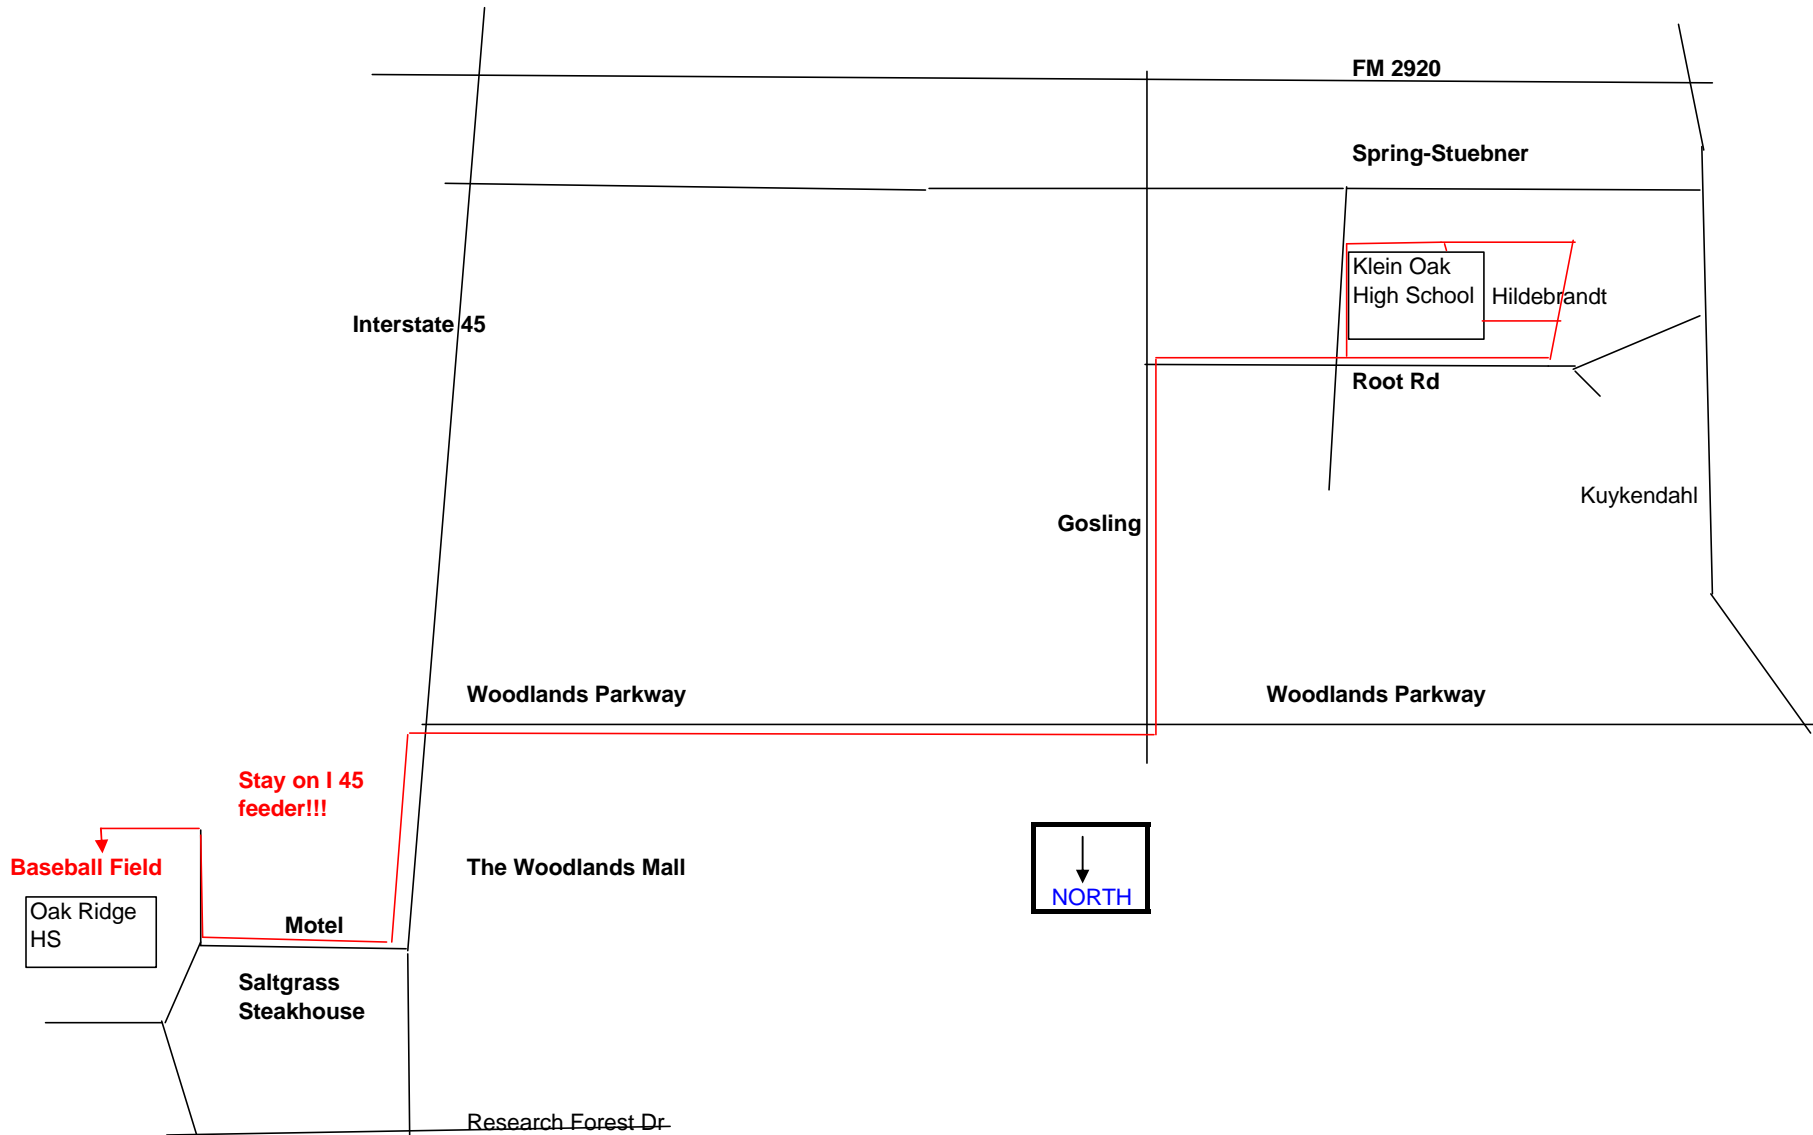 FM 2920
Spring-Stuebner
Klein Oak
High School
Hildebrandt
Interstate 45
Root Rd
Kuykendahl
Gosling
Woodlands Parkway
Woodlands Parkway
Stay on I 45
feeder!!!
Baseball Field
The Woodlands Mall
NORTH
Oak Ridge
HS
Motel
Saltgrass
Steakhouse
Research Forest Dr